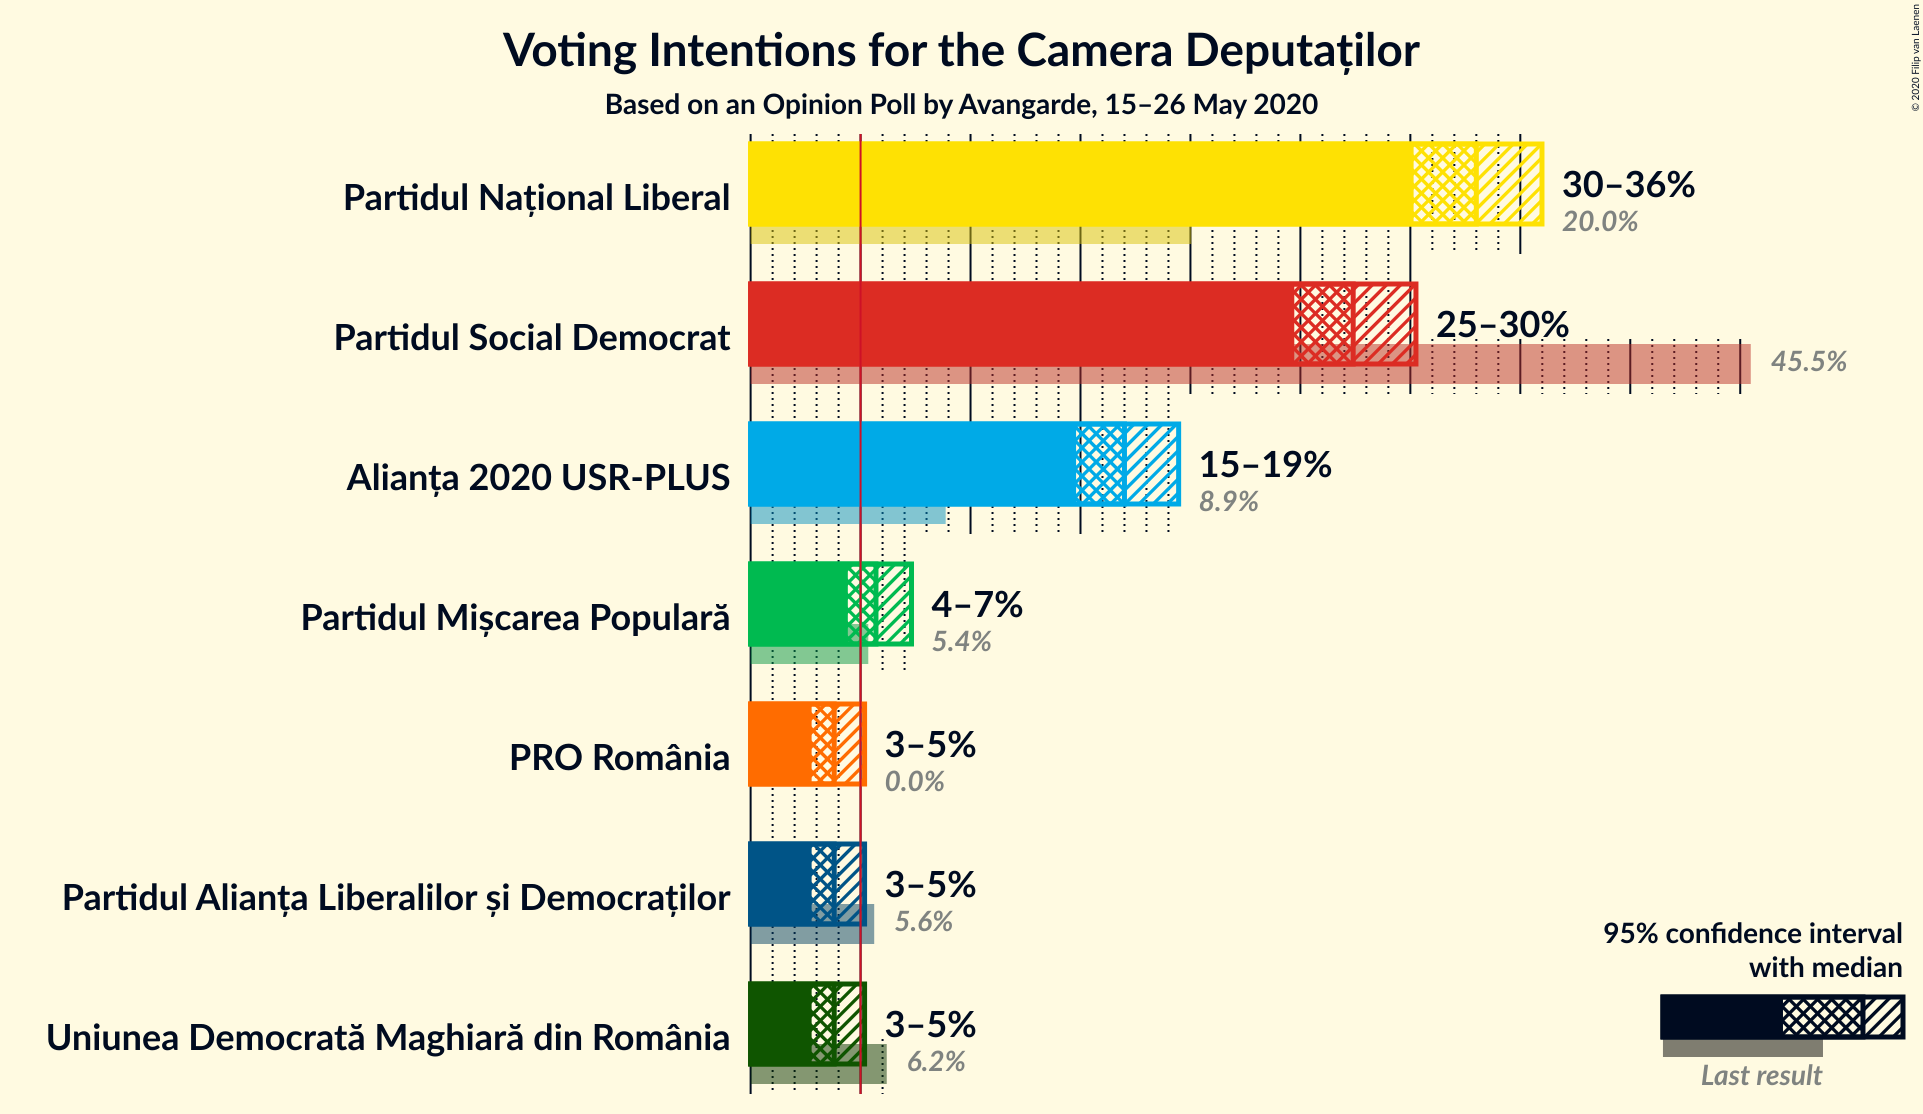 Voting Intentions for the Camera Deputaților
Based on an Opinion Poll by Avangarde, 15–26 May 2020
© 2020 Filip van Laenen
Partidul Național Liberal
30–36%
20.0%
Partidul Social Democrat
25–30%
45.5%
Alianța 2020 USR-PLUS
15–19%
8.9%
Partidul Mișcarea Populară
4–7%
5.4%
PRO România
3–5%
0.0%
Partidul Alianța Liberalilor și Democraților
3–5%
5.6%
Uniunea Democrată Maghiară din România
3–5%
6.2%
95% confidence interval
with median
Last result